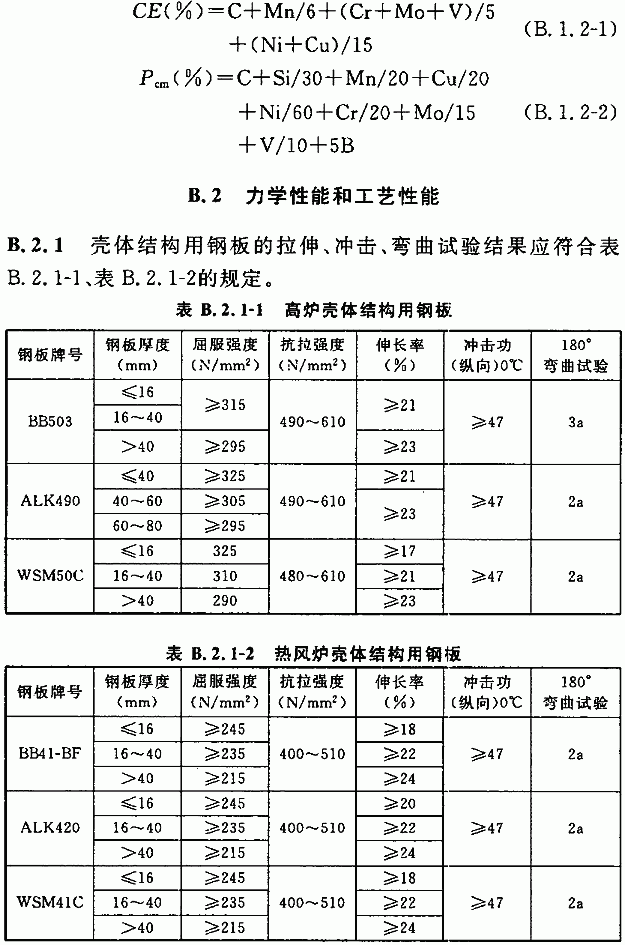 CE(%)=C+Mn/6+(Cr+Mo+V)/5
+(Ni+Cu)/15 (B.1.2-1)
Pcm(%)=C+Si/30+Mn/20+Cu/20
+Ni/60+Cr/20+Mo/15 (B.1.2-2)
+V/10+5B
B.2 力学性能和工艺性能
B.2.1 壳体结构用钢板的拉伸、冲击、弯曲试验结果应符合表
B.2.1-1、表 B.2.1-2的规定。
表 B.2.1-1 高炉壳体结构用钢板
钢板牌号 钢板厚度(mm) 屈服强度(N/mm²) 抗拉强度(N/mm²) 伸长率(%) 冲击功(纵向)0℃ 180°弯曲试验
BB503 ≤16 ≥315 490~610 ≥21 ≥47 3a
16~40
>40 ≥295 ≥23
ALK490 ≤40 ≥325 490~610 ≥21 ≥47 2a
40~60 ≥305 ≥23
60~80 ≥295
WSM50C ≤16 325 480~610 ≥17 ≥47 2a
16~40 310 ≥21
>40 290 ≥23
表 B.2.1-2 热风炉壳体结构用钢板
钢板牌号 钢板厚度(mm) 屈服强度(N/mm²) 抗拉强度(N/mm²) 伸长率(%) 冲击功(纵向)0℃ 180°弯曲试验
BB41-BF ≤16 ≥245 400~510 ≥18 ≥47 2a
16~40 ≥235 ≥22
>40 ≥215 ≥24
ALK420 ≤16 ≥245 400~510 ≥20 ≥47 2a
16~40 ≥235 ≥22
>40 ≥215 ≥24
WSM41C ≤16 ≥245 400~510 ≥18 ≥47 2a
16~40 ≥235 ≥22
>40 ≥215 ≥24